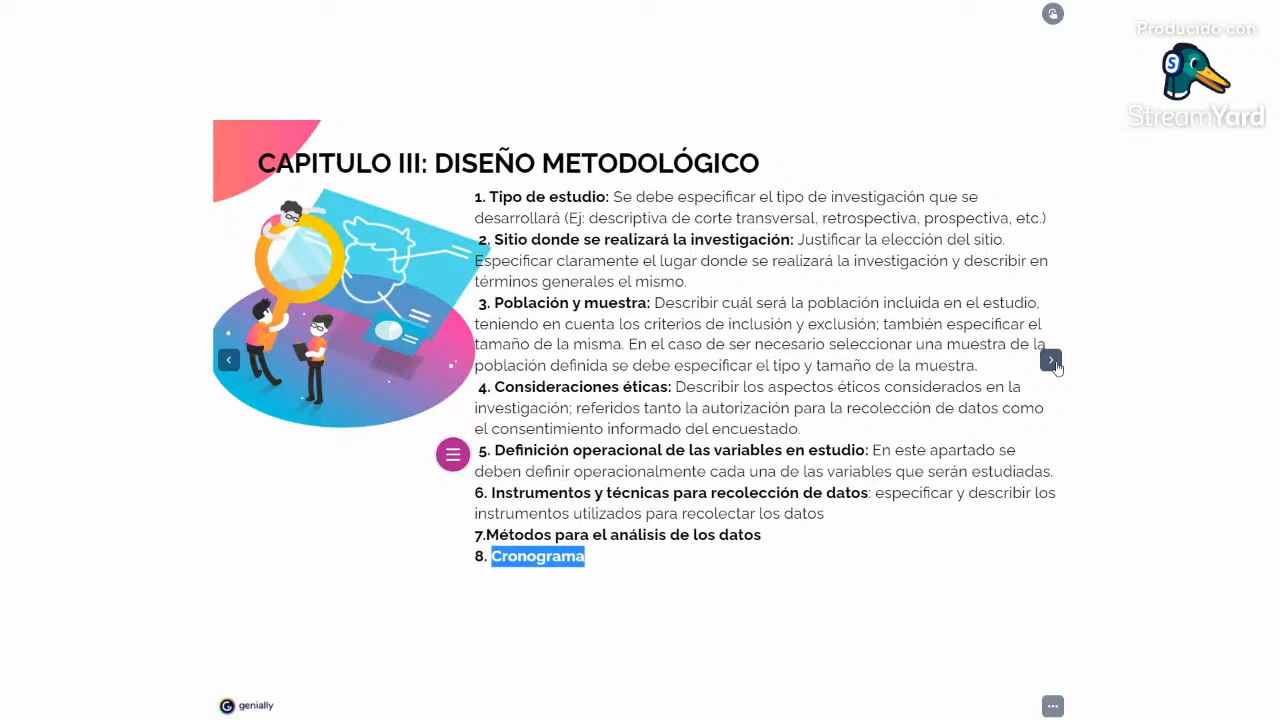 Producido con
StreamYard
CAPITULO III: DISEÑO METODOLÓGICO
1. Tipo de estudio: Se debe especificar el tipo de investigación que se
desarrollará (Ej: descriptiva de corte transversal, retrospectiva, prospectiva, etc.)
2. Sitio donde se realizará la investigación: Justificar la elección del sitio.
Especificar claramente el lugar donde se realizará la investigación y describir en
términos generales el mismo.
3. Población y muestra: Describir cuál será la población incluida en el estudio,
teniendo en cuenta los criterios de inclusión y exclusión; también especificar el
tamaño de la misma. En el caso de ser necesario seleccionar una muestra de la
población definida se debe especificar el tipo y tamaño de la muestra.
4. Consideraciones éticas: Describir los aspectos éticos considerados en la
investigación; referidos tanto la autorización para la recolección de datos como
el consentimiento informado del encuestado.
5. Definición operacional de las variables en estudio: En este apartado se
deben definir operacionalmente cada una de las variables que serán estudiadas.
6. Instrumentos y técnicas para recolección de datos: especificar y describir los
instrumentos utilizados para recolectar los datos
7.Métodos para el análisis de los datos
8. Cronograma
genially